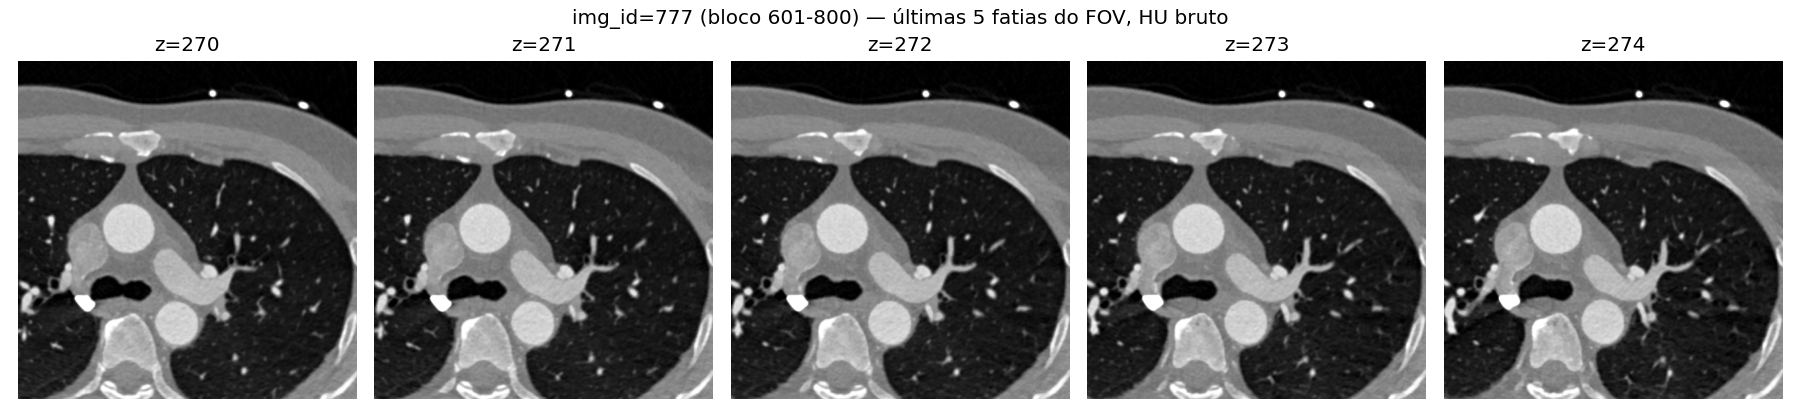 img_id=777 (bloco 601-800) — últimas 5 fatias do FOV, HU bruto
z=270
z=271
z=272
z=273
z=274